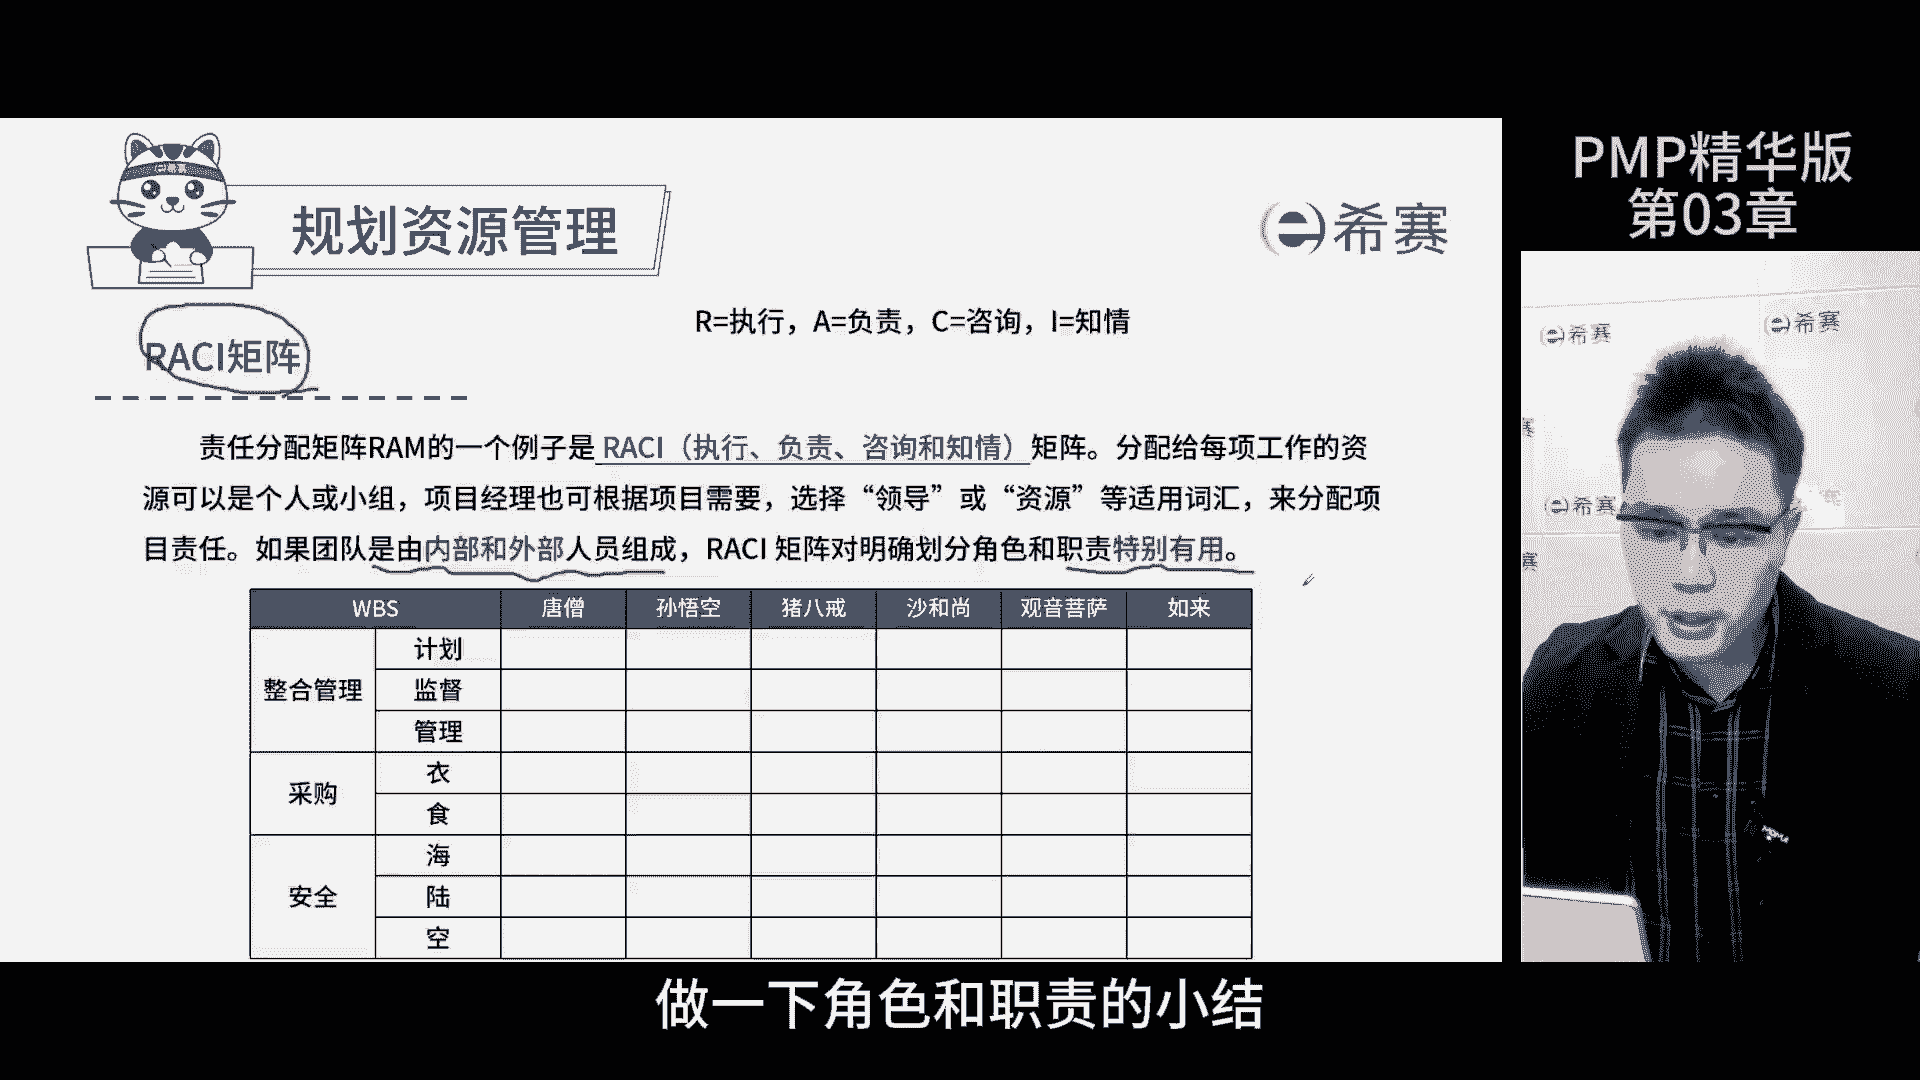 PMP精华版
第03章
规划资源管理
希赛
R=执行，A=负责，C=咨询，I=知情
RACI矩阵
责任分配矩阵RAM的一个例子是RACI（执行、负责、咨询和知情）矩阵。分配给每项工作的资
源可以是个人或小组，项目经理也可根据项目需要，选择“领导”或“资源”等适用词汇，来分配项
目责任。如果团队是由内部和外部人员组成，RACI 矩阵对明确划分角色和职责特别有用。
WBS 唐僧 孙悟空 猪八戒 沙和尚 观音菩萨 如来
整合管理
计划
监督
管理
采购
衣
食
安全
海
陆
空
希赛
希赛
希赛
赛
做一下角色和职责的小结